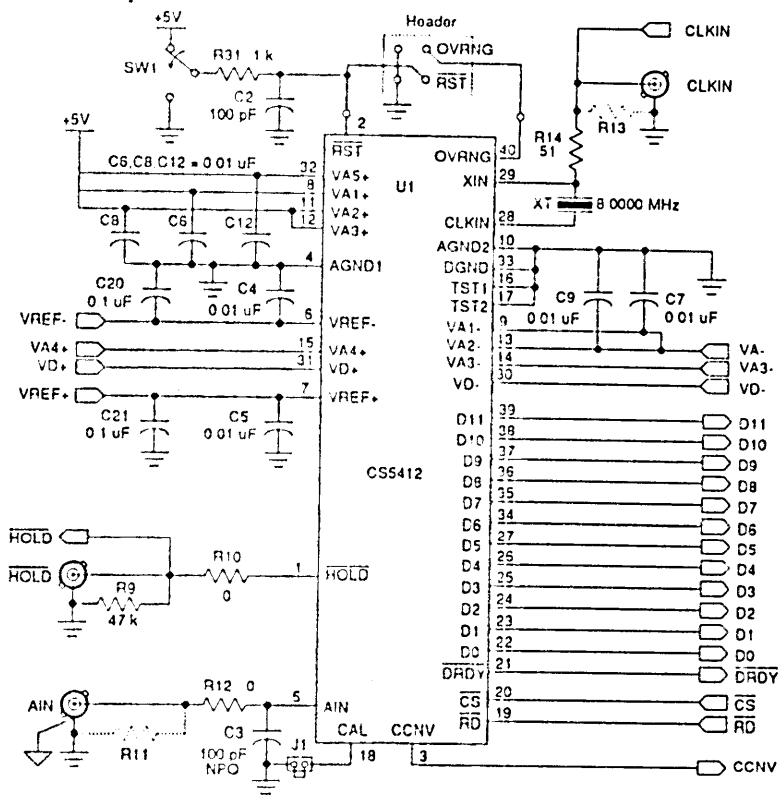 +5V
SW1
R31 1 k
C2
100 pF
Hoador
OVRNG
RST
CLKIN
CLKIN
R13
R14
51
XT 8 0000 MHz
+5V
C6,C8,C12 = 0 01 uF
C8
C6
C12
C20
0 1 uF
C4
0 01 uF
VREF-
VA4+
VD+
VREF+
C21
0 1 uF
C5
0 01 uF
2
RST
U1
32 VA5+
8 VA1+
11 VA2+
12 VA3+
4 AGND1
6 VREF-
15 VA4+
31 VD+
7 VREF+
CS5412
OVRNG 40
XIN 29
CLKIN 28
AGND2 10
DGND 33
TST1 16
TST2 17
VA1- 9
VA2- 13
VA3- 14
VD- 30
C9
0 01 uF
C7
0 01 uF
VA-
VA3-
VD-
D11 39 D11
D10 38 D10
D9 37 D9
D8 36 D8
D7 35 D7
D6 34 D6
D5 27 D5
D4 26 D4
D3 25 D3
D2 24 D2
D1 23 D1
D0 22 D0
DRDY 21 DRDY
CS 20 CS
RD 19 RD
HOLD
HOLD
R9
47 k
R10
0
1 HOLD
AIN
R12 0
R11
5 AIN
C3
100 pF
NPO
J1
CAL
18
CCNV
3
CCNV